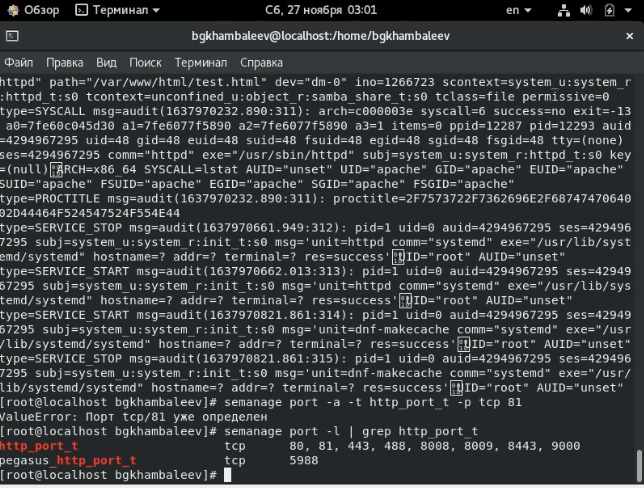 Обзор Терминал Сб, 27 ноября 03:01 en
bgkhambaleev@localhost:/home/bgkhambaleev
Файл Правка Вид Поиск Терминал Справка
httpd" path="/var/www/html/test.html" dev="dm-0" ino=1266723 scontext=system_u:system_r
:httpd_t:s0 tcontext=unconfined_u:object_r:samba_share_t:s0 tclass=file permissive=0
type=SYSCALL msg=audit(1637970232.890:311): arch=c000003e syscall=6 success=no exit=-13
 a0=7fe60c045d30 a1=7fe6077f5890 a2=7fe6077f5890 a3=1 items=0 ppid=12287 pid=12293 auid
=4294967295 uid=48 gid=48 euid=48 suid=48 fsuid=48 egid=48 sgid=48 fsgid=48 tty=(none)
ses=4294967295 comm="httpd" exe="/usr/sbin/httpd" subj=system_u:system_r:httpd_t:s0 key
=(null)ARCH=x86_64 SYSCALL=lstat AUID="unset" UID="apache" GID="apache" EUID="apache"
SUID="apache" FSUID="apache" EGID="apache" SGID="apache" FSGID="apache"
type=PROCTITLE msg=audit(1637970232.890:311): proctitle=2F7573722F7362696E2F68747470640
02D44464F524547524F554E44
type=SERVICE_STOP msg=audit(1637970661.949:312): pid=1 uid=0 auid=4294967295 ses=429496
7295 subj=system_u:system_r:init_t:s0 msg='unit=httpd comm="systemd" exe="/usr/lib/syst
emd/systemd" hostname=? addr=? terminal=? res=success'UID="root" AUID="unset"
type=SERVICE_START msg=audit(1637970662.013:313): pid=1 uid=0 auid=4294967295 ses=42949
67295 subj=system_u:system_r:init_t:s0 msg='unit=httpd comm="systemd" exe="/usr/lib/sys
temd/systemd" hostname=? addr=? terminal=? res=success'UID="root" AUID="unset"
type=SERVICE_START msg=audit(1637970821.861:314): pid=1 uid=0 auid=4294967295 ses=42949
67295 subj=system_u:system_r:init_t:s0 msg='unit=dnf-makecache comm="systemd" exe="/usr
/lib/systemd/systemd" hostname=? addr=? terminal=? res=success'UID="root" AUID="unset"
type=SERVICE_STOP msg=audit(1637970821.861:315): pid=1 uid=0 auid=4294967295 ses=429496
7295 subj=system_u:system_r:init_t:s0 msg='unit=dnf-makecache comm="systemd" exe="/usr/
lib/systemd/systemd" hostname=? addr=? terminal=? res=success'UID="root" AUID="unset"
[root@localhost bgkhambaleev]# semanage port -a -t http_port_t -p tcp 81
ValueError: Порт tcp/81 уже определен
[root@localhost bgkhambaleev]# semanage port -l | grep http_port_t
http_port_t tcp 80, 81, 443, 488, 8008, 8009, 8443, 9000
pegasus_http_port_t tcp 5988
[root@localhost bgkhambaleev]#